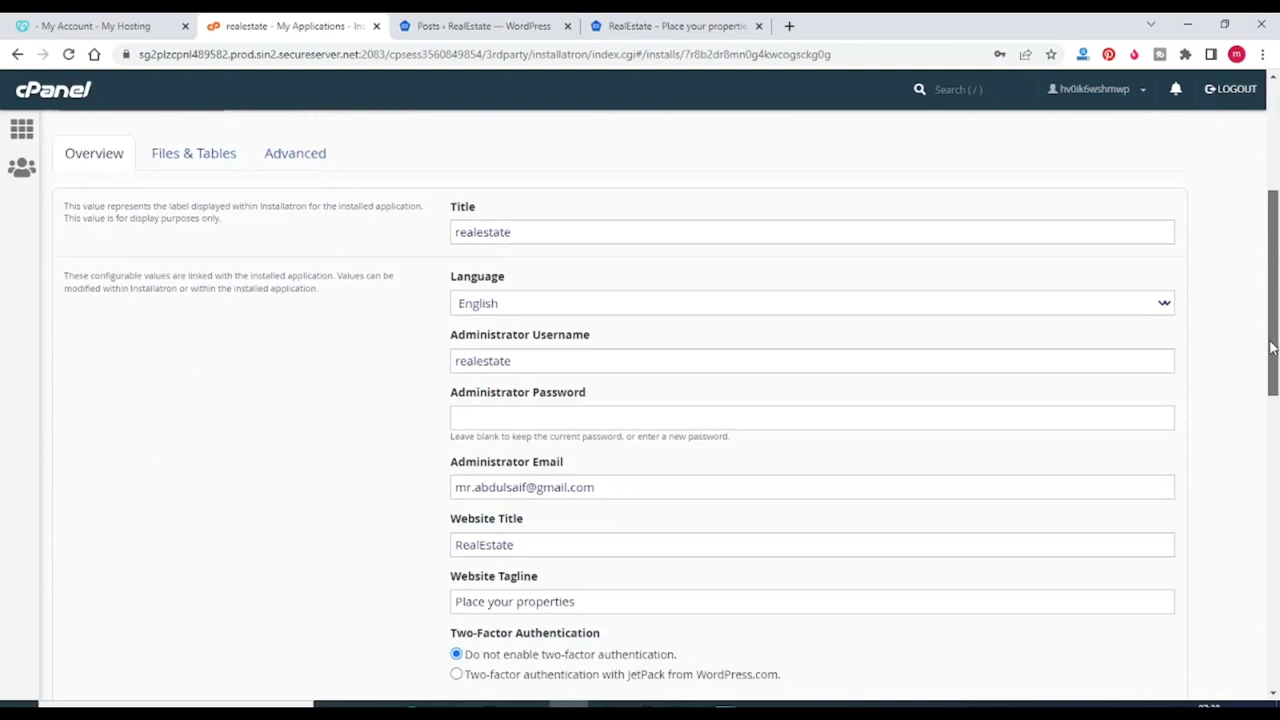 - My Account - My Hosting
realestate - My Applications - Ins
Posts ‹ RealEstate — WordPress
RealEstate – Place your propertie
sg2plzcpnl489582.prod.sin2.secureserver.net:2083/cpsess3560849854/3rdparty/installatron/index.cgi#/installs/7r8b2dr8mn0g4kwcogsckg0g
m
cPanel
Search ( / )
hv0ik6wshmwp
LOGOUT
Overview
Files & Tables
Advanced
This value represents the label displayed within Installatron for the installed application.
This value is for display purposes only.
Title
realestate
These configurable values are linked with the installed application. Values can be
modified within Installatron or within the installed application.
Language
English
Administrator Username
realestate
Administrator Password
Leave blank to keep the current password, or enter a new password.
Administrator Email
mr.abdulsaif@gmail.com
Website Title
RealEstate
Website Tagline
Place your properties
Two-Factor Authentication
Do not enable two-factor authentication.
Two-factor authentication with JetPack from WordPress.com.